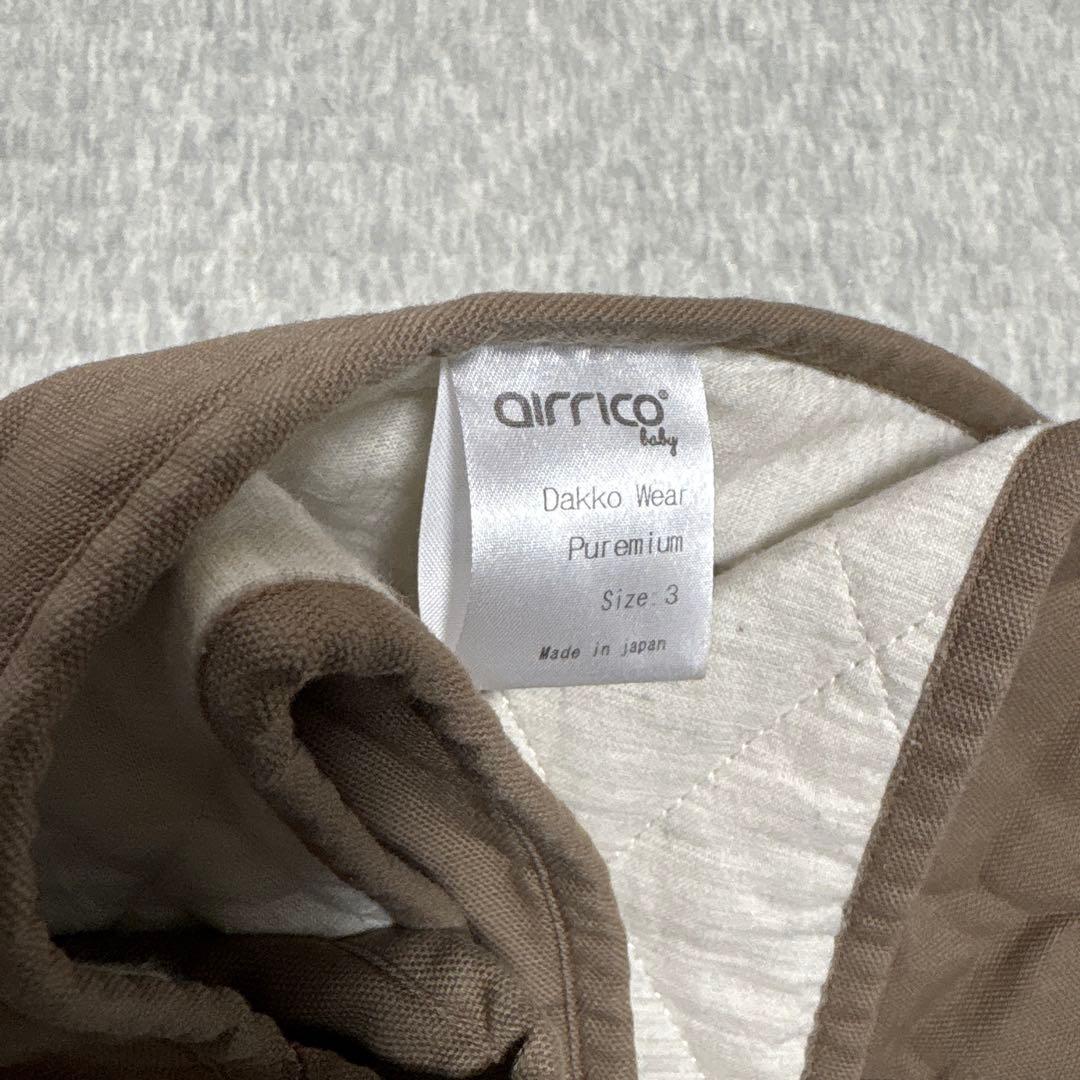 airrico®
baby
Dakko Wear
Puremium
Size:3
Made in japan